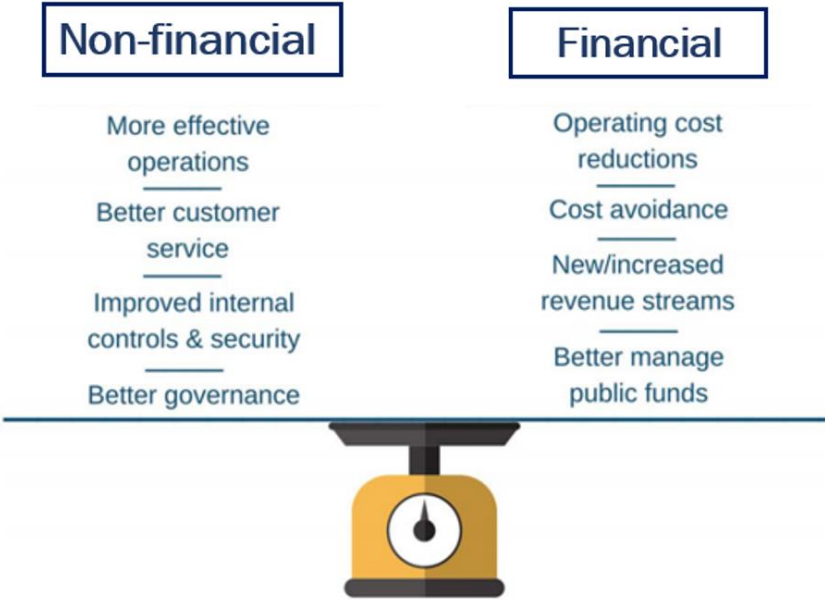 Non-financial
More effective
operations
Better customer
service
Improved internal
controls & security
Better governance
Financial
Operating cost
reductions
Cost avoidance
New/increased
revenue streams
Better manage
public funds